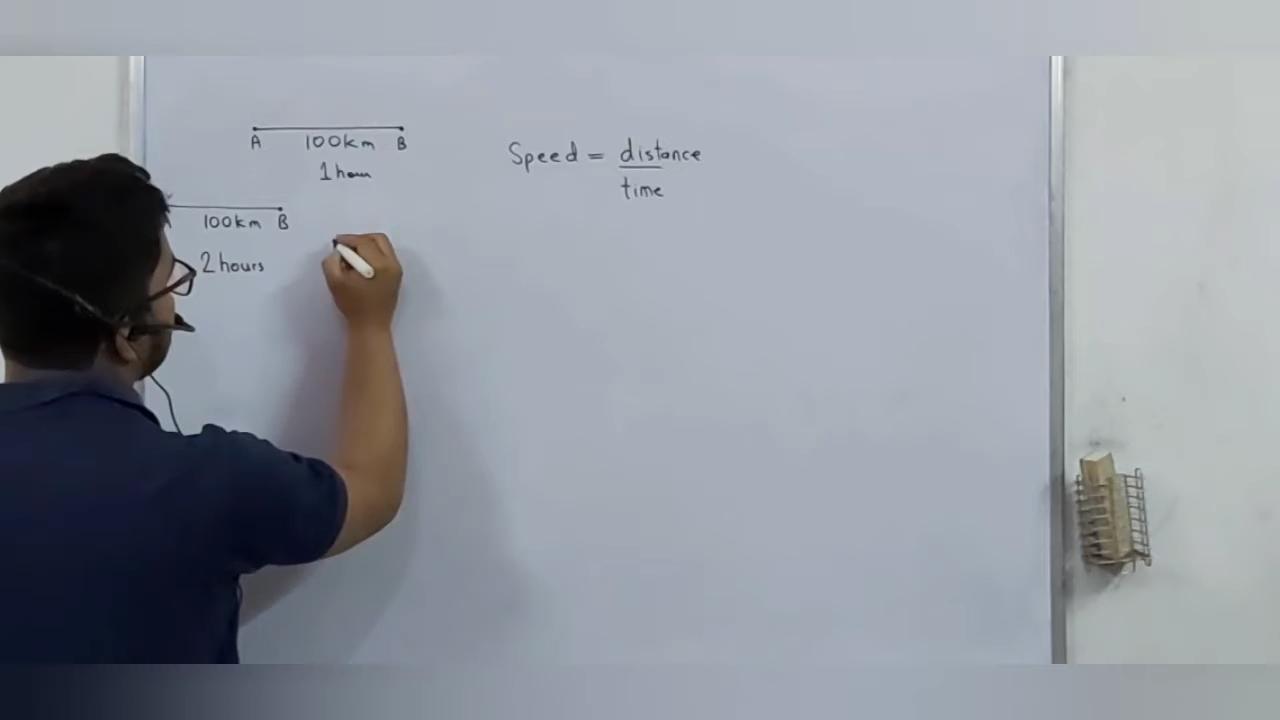 A 100km B
1 hour
Speed = distance
time
100km B
2 hours